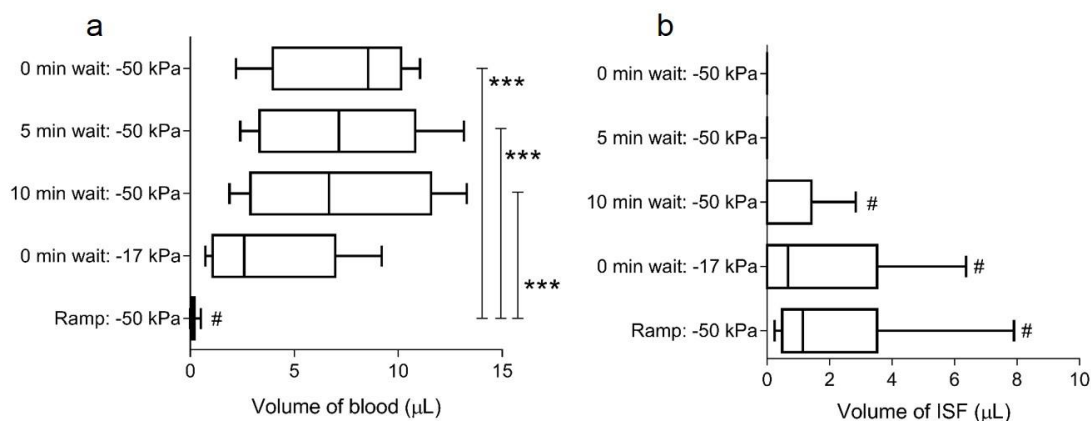 a
0 min wait: -50 kPa
5 min wait: -50 kPa
10 min wait: -50 kPa
0 min wait: -17 kPa
Ramp: -50 kPa
***
***
***
#
0
5
10
15
Volume of blood (μL)
b
0 min wait: -50 kPa
5 min wait: -50 kPa
10 min wait: -50 kPa
0 min wait: -17 kPa
Ramp: -50 kPa
#
#
#
0
2
4
6
8
10
Volume of ISF (μL)